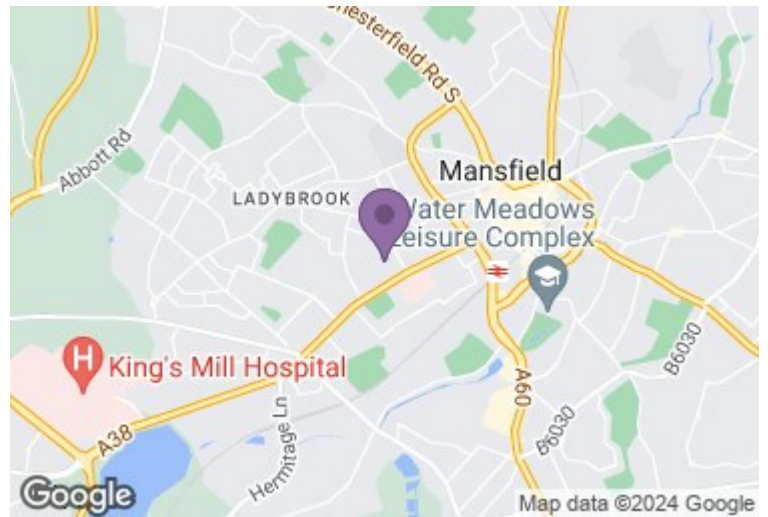 hesterfield Rd S
Abbott Rd
Mansfield
LADYBROOK
Water Meadows
Leisure Complex
King's Mill Hospital
H
A38
Hermitage Ln
A60
B6030
B6030
Google
Map data ©2024 Google